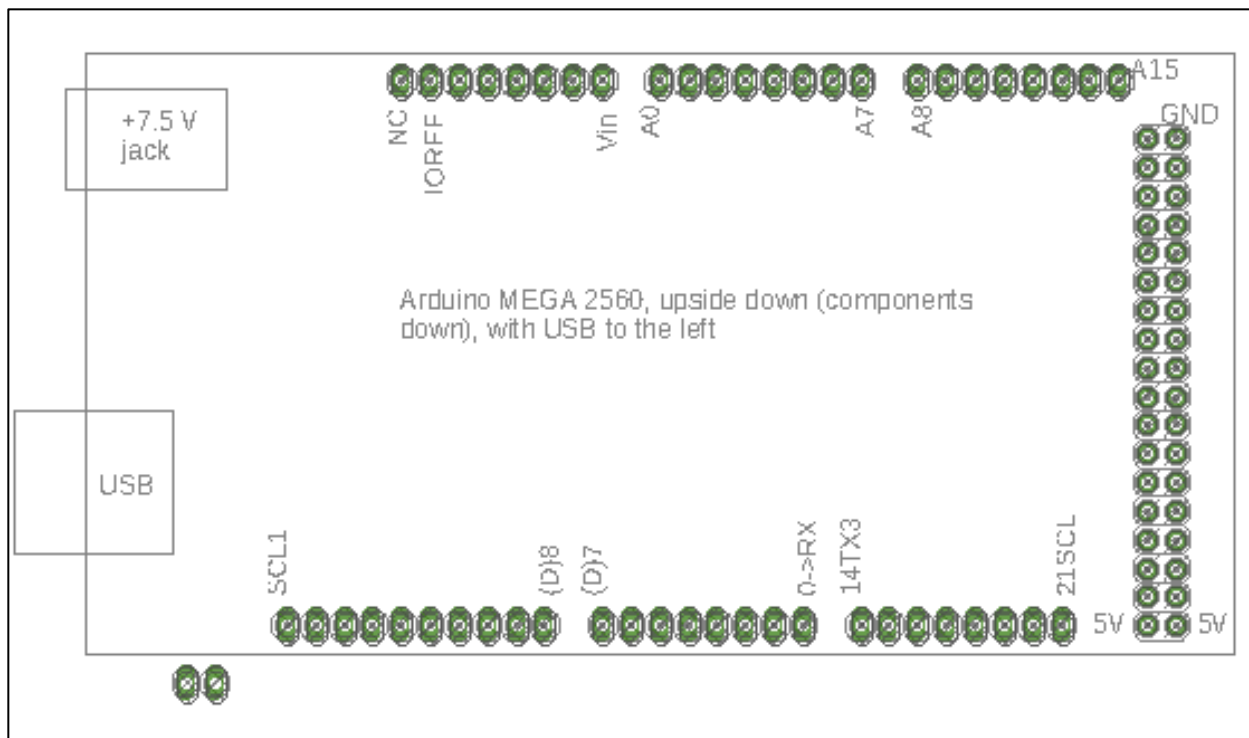 A15
GND
+7.5 V
jack
NC
IORFF
Vin
A0
A7
A8
Arduino MEGA 2560, upside down (components
down), with USB to the left
USB
SCL1
(D)8
(D)7
0->RX
14TX3
21SCL
5V
5V